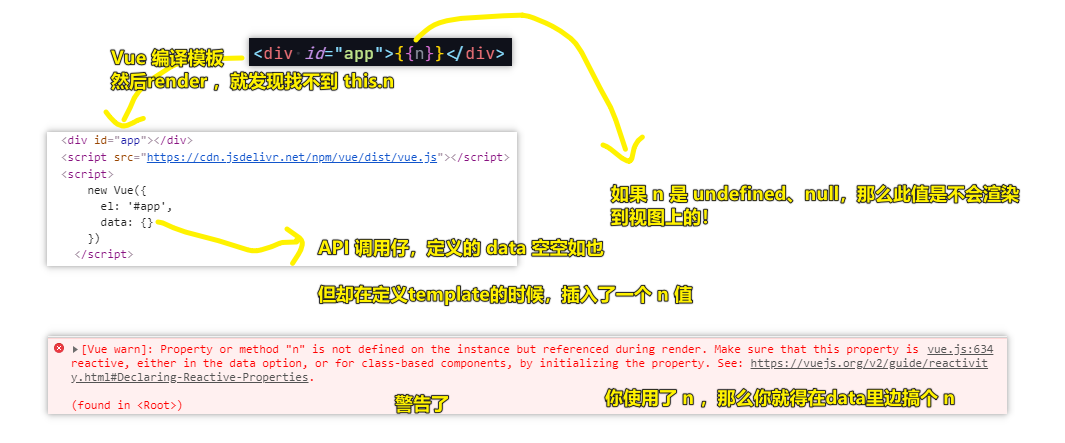 <div id="app">{{n}}</div>
Vue 编译模板
然后render ，就发现找不到 this.n
<div id="app"></div>
<script src="https://cdn.jsdelivr.net/npm/vue/dist/vue.js"></script>
<script>
new Vue({
el: '#app',
data: {}
})
</script>
如果 n 是 undefined、null，那么此值是不会渲染
到视图上的！
API 调用仔，定义的 data 空空如也
但却在定义template的时候，插入了一个 n 值
[Vue warn]: Property or method "n" is not defined on the instance but referenced during render. Make sure that this property is vue.js:634
reactive, either in the data option, or for class-based components, by initializing the property. See: https://vuejs.org/v2/guide/reactivit
y.html#Declaring-Reactive-Properties.
(found in <Root>)
警告了
你使用了 n ，那么你就得在data里边搞个 n